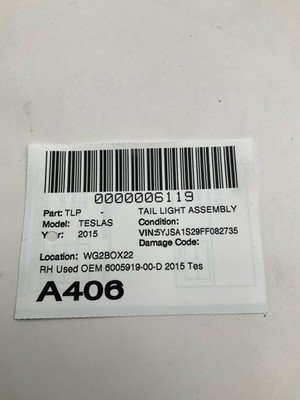 0000006119
Part: TLP - TAIL LIGHT ASSEMBLY
Model: TESLAS Condition:
Year: 2015 VIN:5YJSA1S29FF082735
Damage Code:
Location: WG2BOX22
RH Used OEM 6005919-00-D 2015 Tes
A406